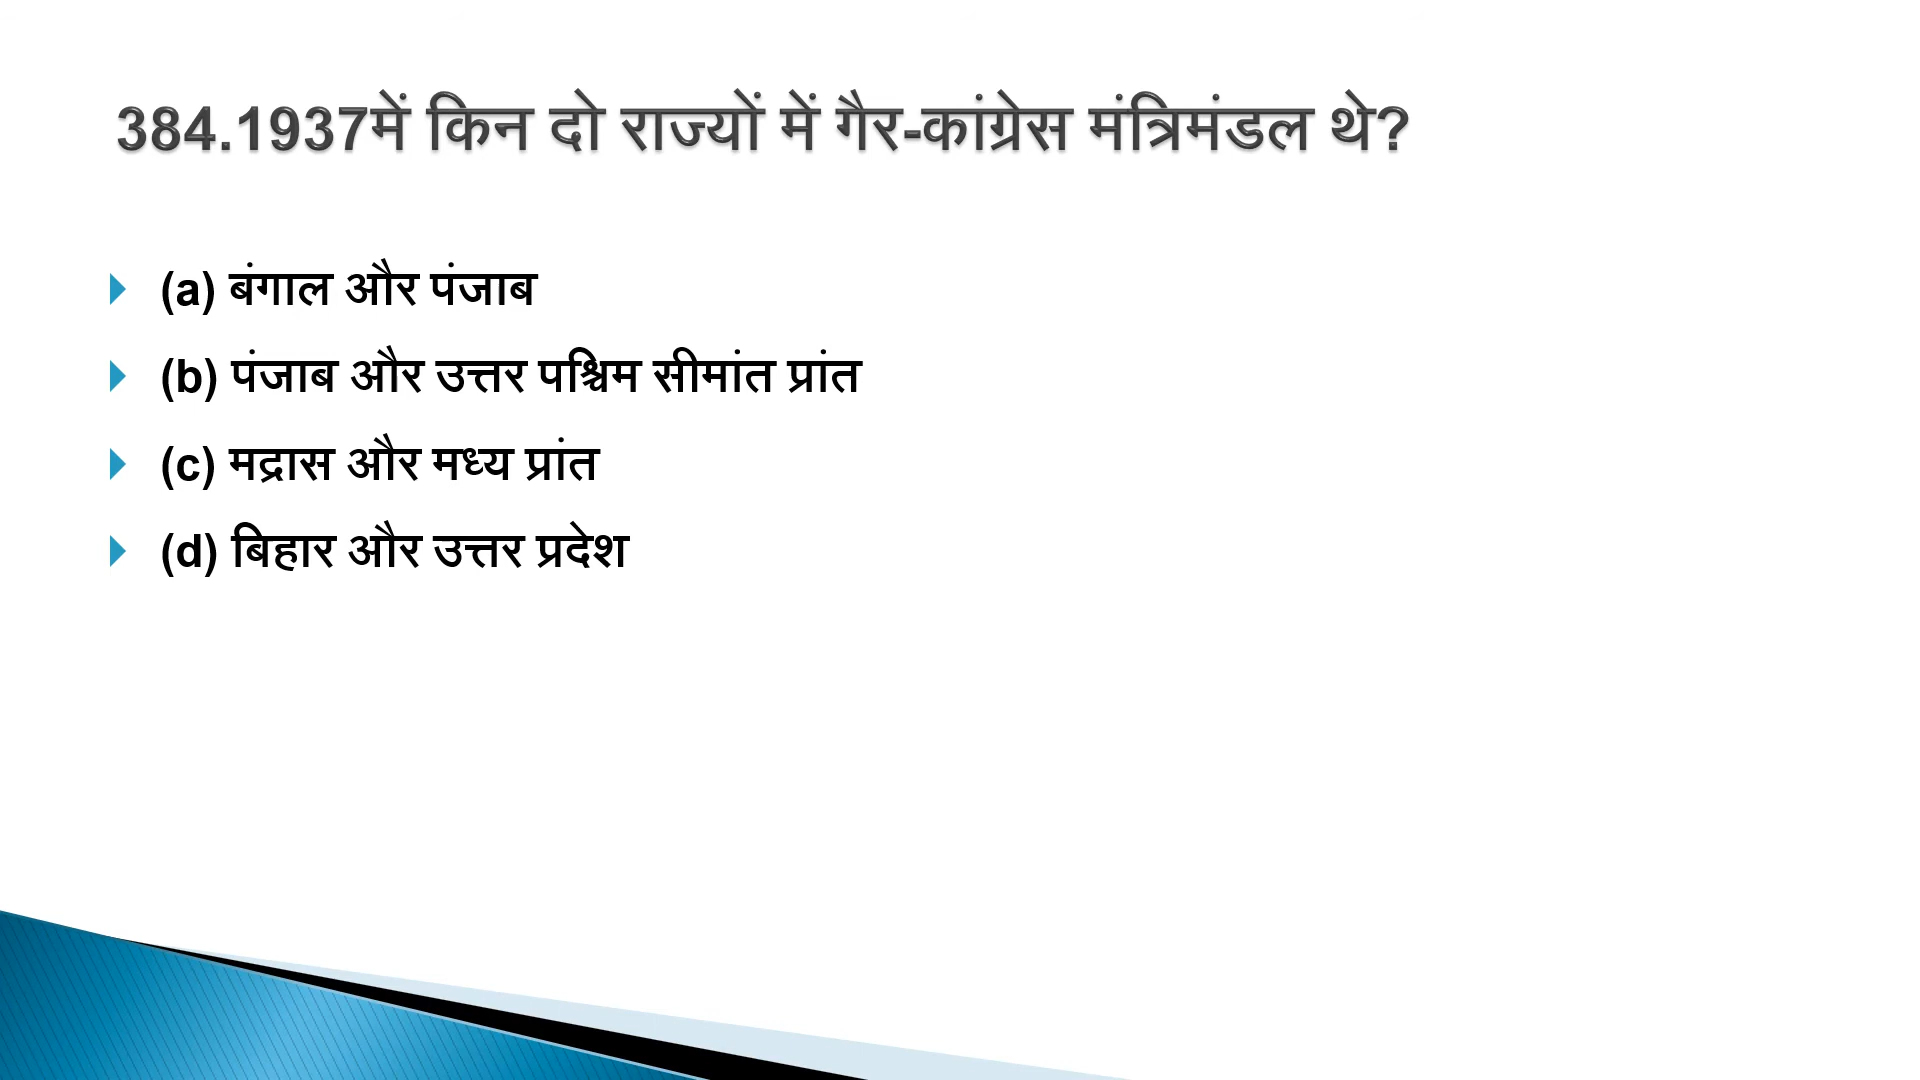 384.1937में किन दो राज्यों में गैर-कांग्रेस मंत्रिमंडल थे?
(a) बंगाल और पंजाब
(b) पंजाब और उत्तर पश्चिम सीमांत प्रांत
(c) मद्रास और मध्य प्रांत
(d) बिहार और उत्तर प्रदेश